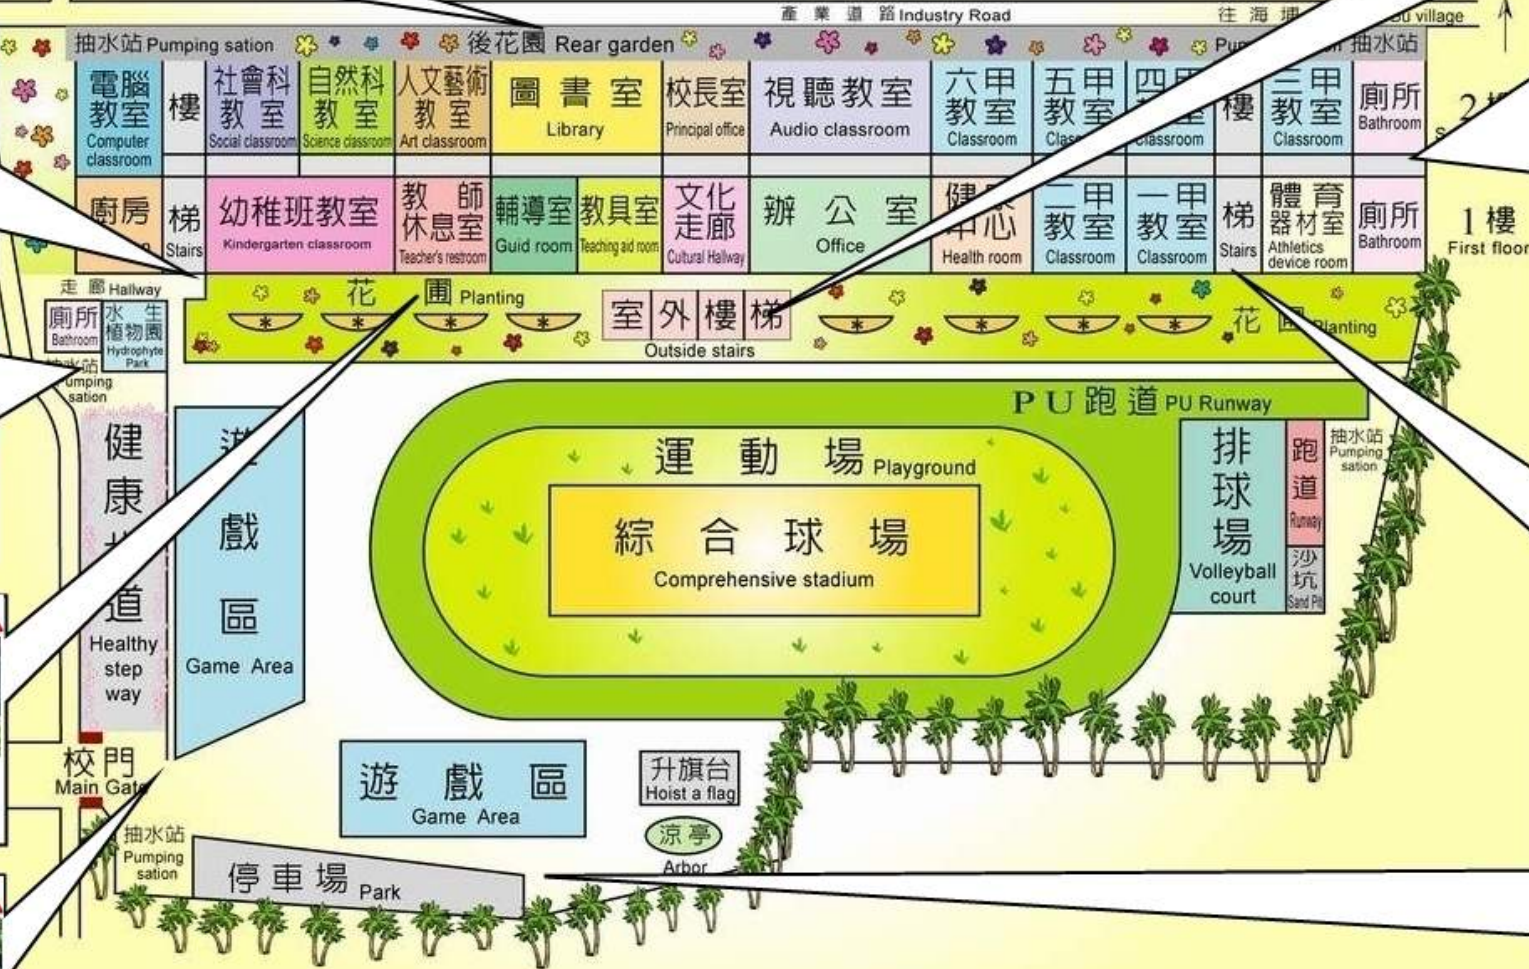 產業道路 Industry Road
往海埔
village
抽水站 Pumping sation
後花園 Rear garden
抽水站
電腦
教室
Computer
classroom
樓
社會科
教室
Social classroom
自然科
教室
Science classroom
人文藝術
教室
Art classroom
圖書室
Library
校長室
Principal office
視聽教室
Audio classroom
六甲
教室
Classroom
五甲
教室
四甲
樓
三甲
教室
Classroom
廁所
Bathroom
2
廚房
梯
Stairs
幼稚班教室
Kindergarten classroom
教師
休息室
Teacher's restroom
輔導室
Guid room
教具室
Teaching aid room
文化
走廊
Cultural Hallway
辦公室
Office
健
中心
Health room
二甲
教室
Classroom
一甲
教室
Classroom
梯
Stairs
體育
器材室
Athletics
device room
廁所
Bathroom
1樓
First floor
走廊 Hallway
花圃 Planting
室外樓梯
Outside stairs
花圃 Planting
廁所
Bathroom
水生
植物園
Hydrophyte
Park
sation
健康
道
Healthy
step
way
遊戲區
Game Area
PU跑道 PU Runway
運動場 Playground
綜合球場
Comprehensive stadium
排球場
Volleyball
court
跑道
Runway
沙坑
Sand Pit
抽水站
Pumping
sation
校門
Main Gate
遊戲區
Game Area
升旗台
Hoist a flag
涼亭
Arbor
抽水站
Pumping
sation
停車場 Park